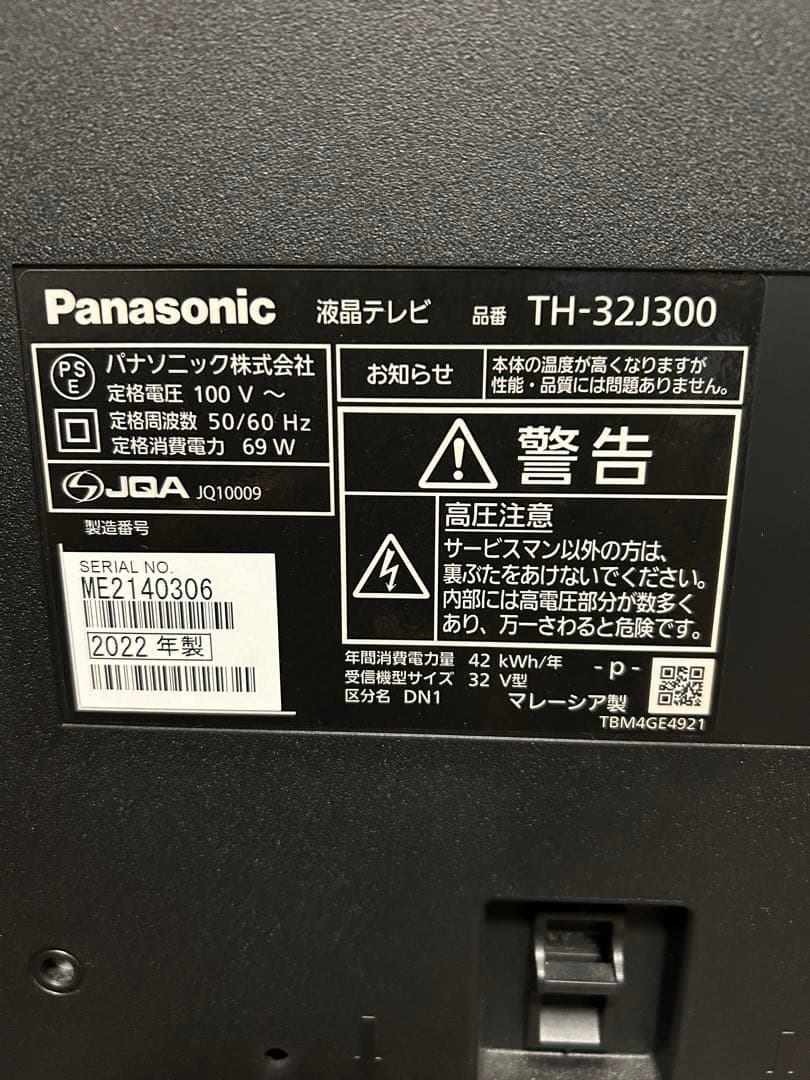 Panasonic 液晶テレビ 品番 TH-32J300
PS
E
パナソニック株式会社
定格電圧 100 V ～
定格周波数 50/60 Hz
定格消費電力 69 W
JQA JQ10009
製造番号
SERIAL NO.
ME2140306
2022 年製
お知らせ
本体の温度が高くなりますが
性能・品質には問題ありません。
警告
高圧注意
サービスマン以外の方は、
裏ぶたをあけないでください。
内部には高電圧部分が数多く
あり、万一さわると危険です。
年間消費電力量 42 kWh/年
受信機型サイズ 32 V型
区分名 DN1
-p-
マレーシア製
TBM4GE4921